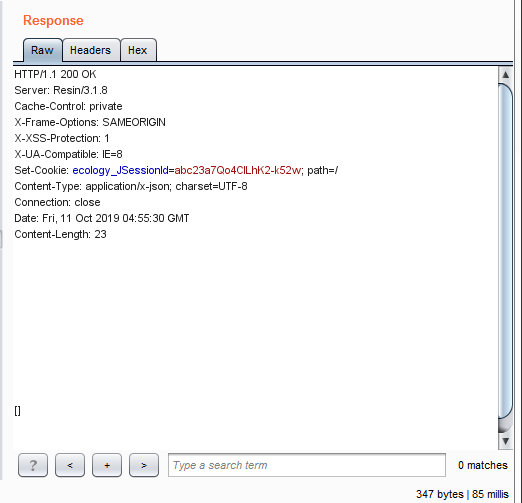 Response
Raw Headers Hex
HTTP/1.1 200 OK
Server: Resin/3.1.8
Cache-Control: private
X-Frame-Options: SAMEORIGIN
X-XSS-Protection: 1
X-UA-Compatible: IE=8
Set-Cookie: ecology_JSessionId=abc23a7Qo4ClLhK2-k52w; path=/
Content-Type: application/x-json; charset=UTF-8
Connection: close
Date: Fri, 11 Oct 2019 04:55:30 GMT
Content-Length: 23
[]
? < + > Type a search term 0 matches
347 bytes | 85 millis